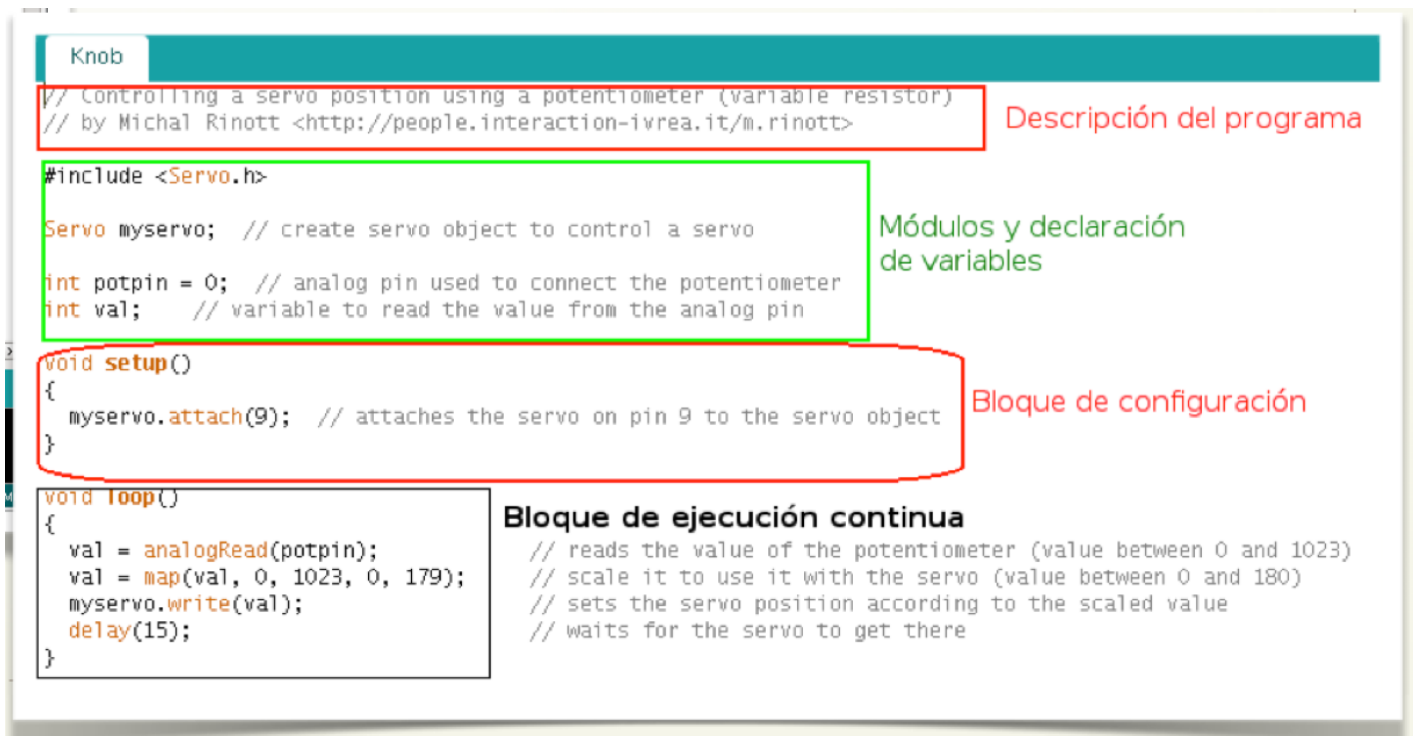 Knob
// Controlling a servo position using a potentiometer (variable resistor)
// by Michal Rinott <http://people.interaction-ivrea.it/m.rinott>
Descripción del programa
#include <Servo.h>
Servo myservo;  // create servo object to control a servo
int potpin = 0;  // analog pin used to connect the potentiometer
int val;    // variable to read the value from the analog pin
Módulos y declaración
de variables
void setup()
{
  myservo.attach(9);  // attaches the servo on pin 9 to the servo object
}
Bloque de configuración
void loop()
{
Bloque de ejecución continua
  val = analogRead(potpin);            // reads the value of the potentiometer (value between 0 and 1023)
  val = map(val, 0, 1023, 0, 179);     // scale it to use it with the servo (value between 0 and 180)
  myservo.write(val);                  // sets the servo position according to the scaled value
  delay(15);                           // waits for the servo to get there
}